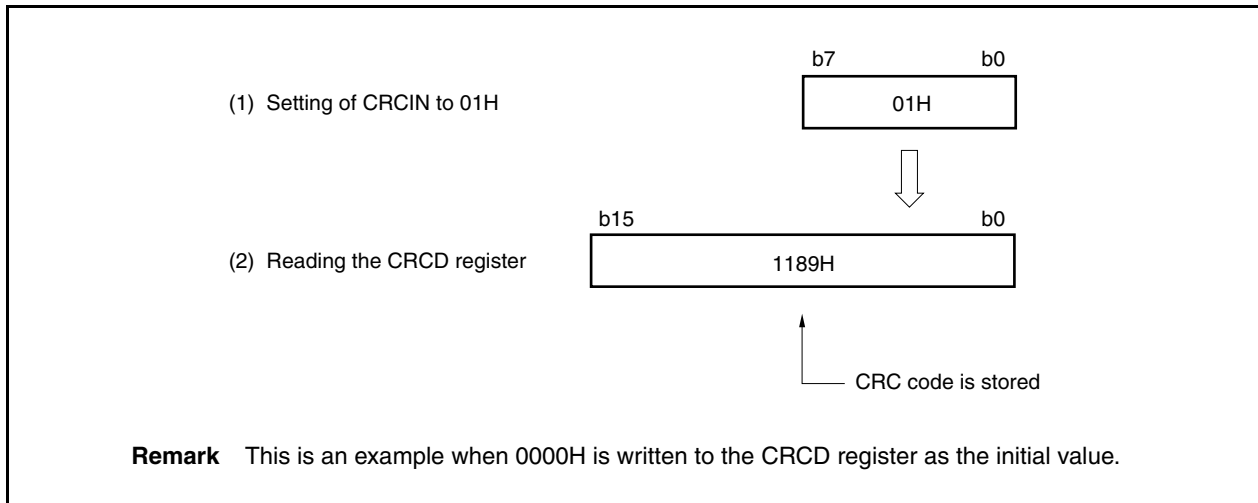 b7 b0
(1) Setting of CRCIN to 01H
01H
b15 b0
(2) Reading the CRCD register
1189H
CRC code is stored
Remark This is an example when 0000H is written to the CRCD register as the initial value.